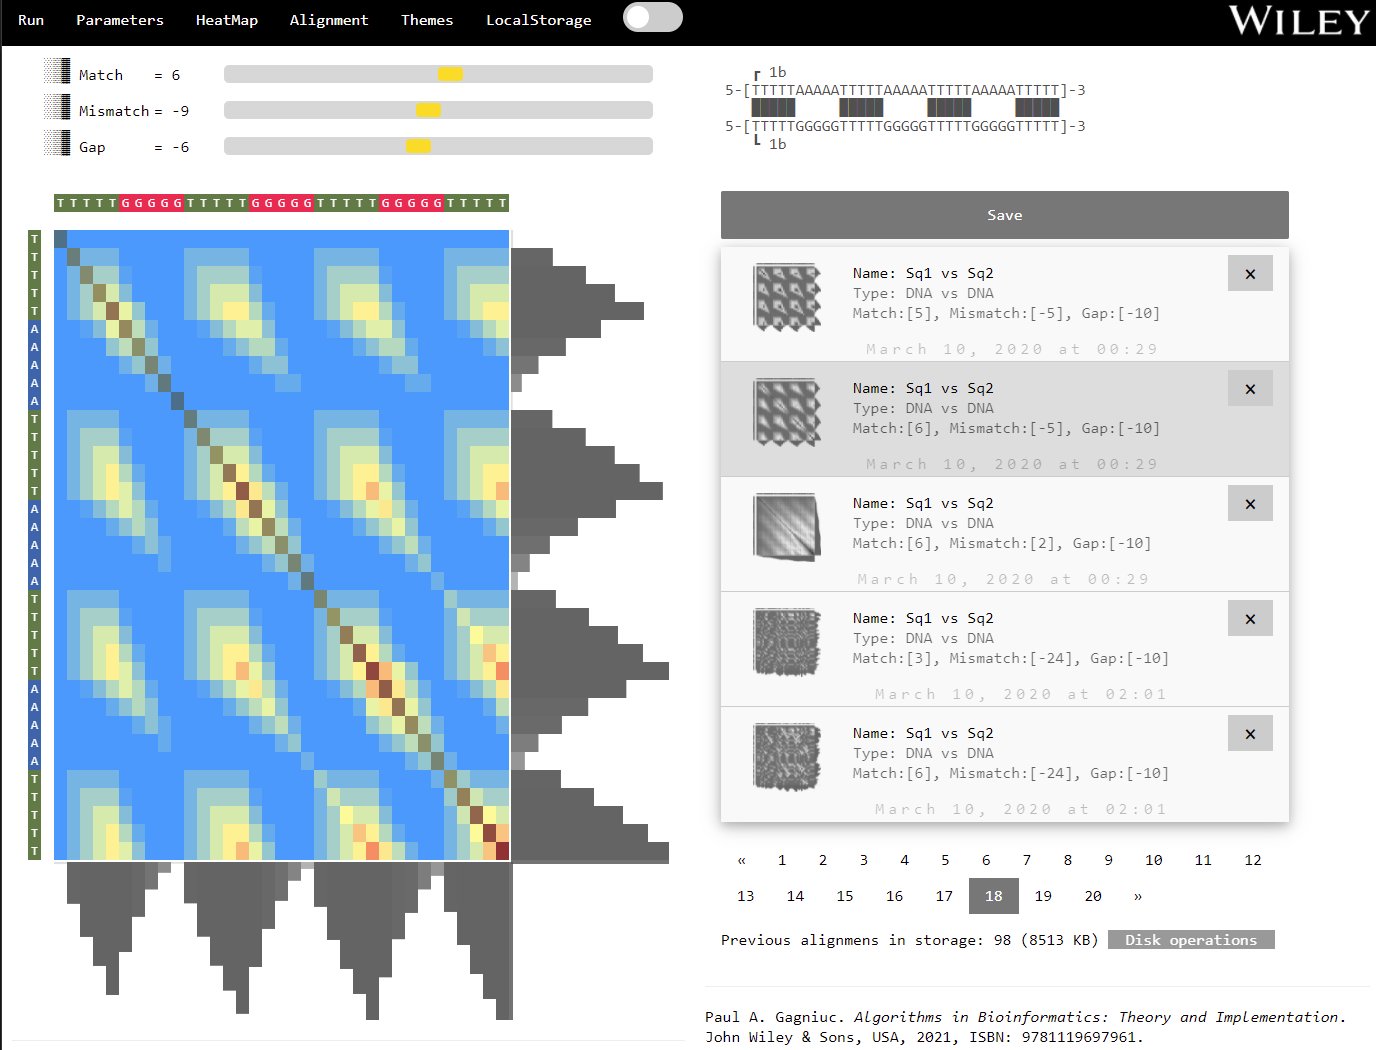 Run Parameters HeatMap Alignment Themes LocalStorage
WILEY
Match = 6
Mismatch = -9
Gap = -6
┏ 1b
5-[TTTTTAAAAATTTTTAAAAATTTTTAAAAATTTTT]-3
5-[TTTTTGGGGGTTTTTGGGGGTTTTTGGGGGTTTTT]-3
┗ 1b
T T T T T G G G G G T T T T T G G G G G T T T T T G G G G G T T T T T
T
T
T
T
T
A
A
A
A
A
T
T
T
T
T
A
A
A
A
A
T
T
T
T
T
A
A
A
A
A
T
T
T
T
T
Save
Name: Sq1 vs Sq2 ×
Type: DNA vs DNA
Match:[5], Mismatch:[-5], Gap:[-10]
March 10, 2020 at 00:29
Name: Sq1 vs Sq2 ×
Type: DNA vs DNA
Match:[6], Mismatch:[-5], Gap:[-10]
March 10, 2020 at 00:29
Name: Sq1 vs Sq2 ×
Type: DNA vs DNA
Match:[6], Mismatch:[2], Gap:[-10]
March 10, 2020 at 00:29
Name: Sq1 vs Sq2 ×
Type: DNA vs DNA
Match:[3], Mismatch:[-24], Gap:[-10]
March 10, 2020 at 02:01
Name: Sq1 vs Sq2 ×
Type: DNA vs DNA
Match:[6], Mismatch:[-24], Gap:[-10]
March 10, 2020 at 02:01
« 1 2 3 4 5 6 7 8 9 10 11 12
13 14 15 16 17 18 19 20 »
Previous alignmens in storage: 98 (8513 KB) Disk operations
Paul A. Gagniuc. Algorithms in Bioinformatics: Theory and Implementation.
John Wiley & Sons, USA, 2021, ISBN: 9781119697961.